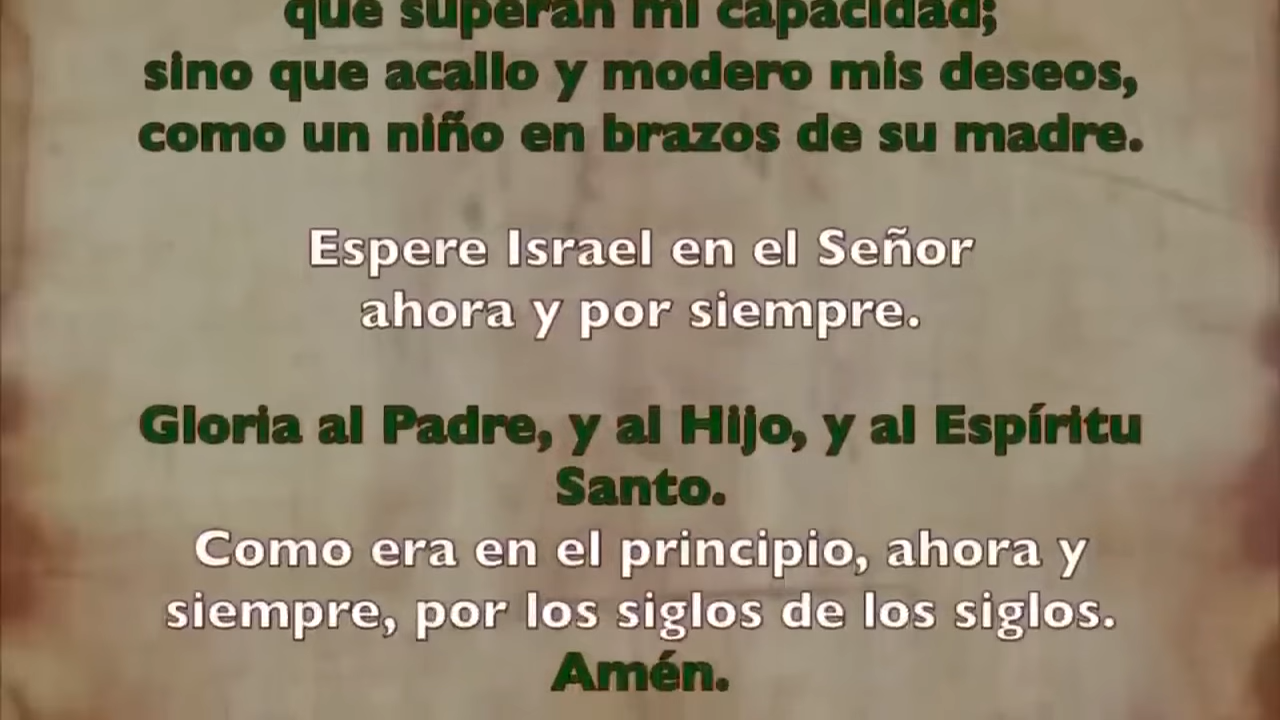 que superan mi capacidad;
sino que acallo y modero mis deseos,
como un niño en brazos de su madre.
Espere Israel en el Señor
ahora y por siempre.
Gloria al Padre, y al Hijo, y al Espíritu
Santo.
Como era en el principio, ahora y
siempre, por los siglos de los siglos.
Amén.